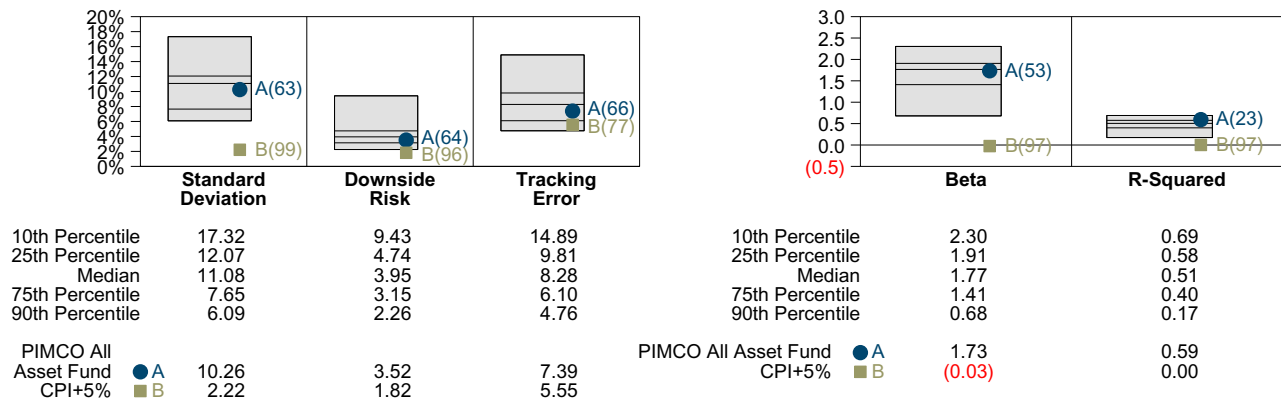 20%
18%
16%
14%
12%
10%
8%
6%
4%
2%
0%
A(63)
B(99)
A(64)
B(96)
A(66)
B(77)
Standard Deviation
Downside Risk
Tracking Error
10th Percentile 17.32 9.43 14.89
25th Percentile 12.07 4.74 9.81
Median 11.08 3.95 8.28
75th Percentile 7.65 3.15 6.10
90th Percentile 6.09 2.26 4.76
PIMCO All
Asset Fund A 10.26 3.52 7.39
CPI+5% B 2.22 1.82 5.55
3.0
2.5
2.0
1.5
1.0
0.5
0.0
(0.5)
A(53)
B(97)
A(23)
B(97)
Beta
R-Squared
10th Percentile 2.30 0.69
25th Percentile 1.91 0.58
Median 1.77 0.51
75th Percentile 1.41 0.40
90th Percentile 0.68 0.17
PIMCO All Asset Fund A 1.73 0.59
CPI+5% B (0.03) 0.00